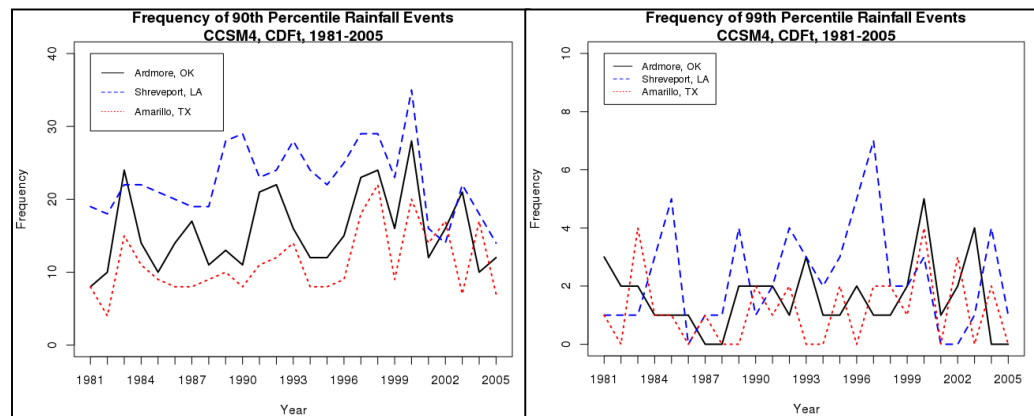 Frequency of 90th Percentile Rainfall Events
CCSM4, CDFt, 1981-2005
Ardmore, OK
Shreveport, LA
Amarillo, TX
Frequency
40
30
20
10
0
1981 1984 1987 1990 1993 1996 1999 2002 2005
Year
Frequency of 99th Percentile Rainfall Events
CCSM4, CDFt, 1981-2005
Ardmore, OK
Shreveport, LA
Amarillo, TX
Frequency
10
8
6
4
2
0
1981 1984 1987 1990 1993 1996 1999 2002 2005
Year